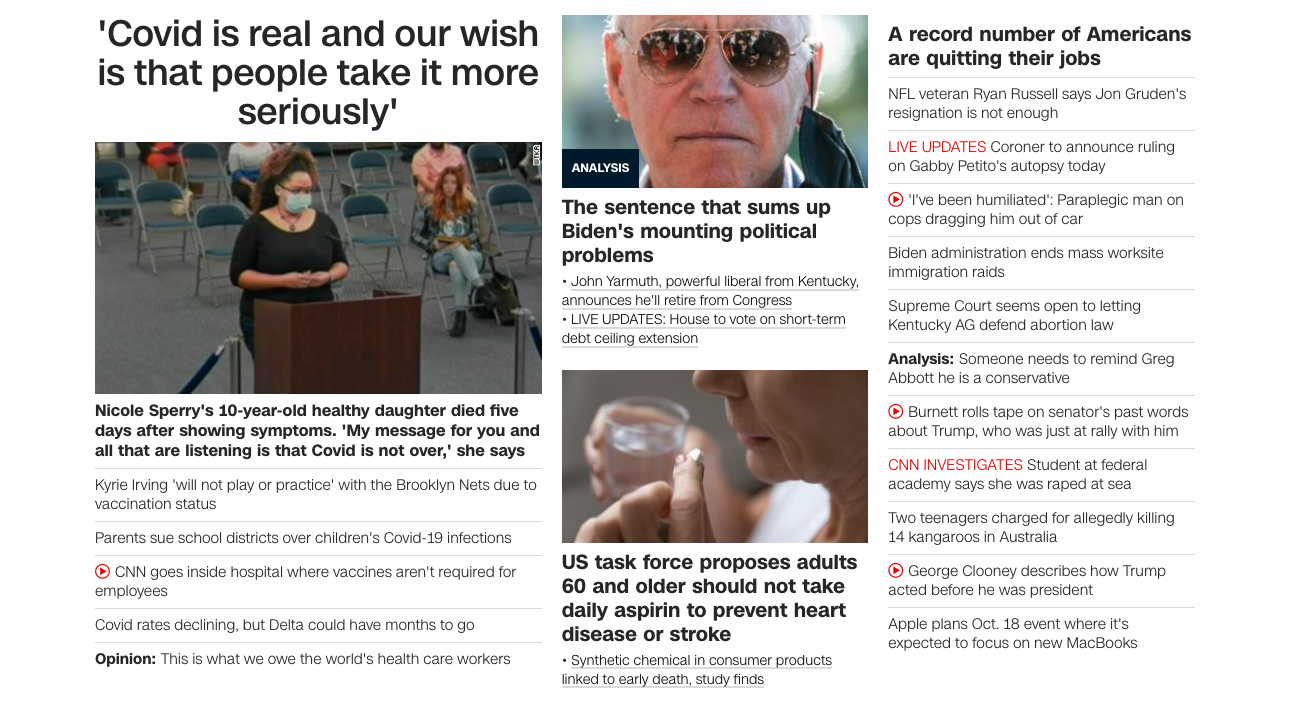 'Covid is real and our wish
is that people take it more
seriously'
Nicole Sperry's 10-year-old healthy daughter died five
days after showing symptoms. 'My message for you and
all that are listening is that Covid is not over,' she says
Kyrie Irving 'will not play or practice' with the Brooklyn Nets due to
vaccination status
Parents sue school districts over children's Covid-19 infections
CNN goes inside hospital where vaccines aren't required for
employees
Covid rates declining, but Delta could have months to go
Opinion: This is what we owe the world's health care workers
ANALYSIS
The sentence that sums up
Biden's mounting political
problems
• John Yarmuth, powerful liberal from Kentucky,
announces he'll retire from Congress
• LIVE UPDATES: House to vote on short-term
debt ceiling extension
US task force proposes adults
60 and older should not take
daily aspirin to prevent heart
disease or stroke
• Synthetic chemical in consumer products
linked to early death, study finds
A record number of Americans
are quitting their jobs
NFL veteran Ryan Russell says Jon Gruden's
resignation is not enough
LIVE UPDATES Coroner to announce ruling
on Gabby Petito's autopsy today
'I've been humiliated': Paraplegic man on
cops dragging him out of car
Biden administration ends mass worksite
immigration raids
Supreme Court seems open to letting
Kentucky AG defend abortion law
Analysis: Someone needs to remind Greg
Abbott he is a conservative
Burnett rolls tape on senator's past words
about Trump, who was just at rally with him
CNN INVESTIGATES Student at federal
academy says she was raped at sea
Two teenagers charged for allegedly killing
14 kangaroos in Australia
George Clooney describes how Trump
acted before he was president
Apple plans Oct. 18 event where it's
expected to focus on new MacBooks